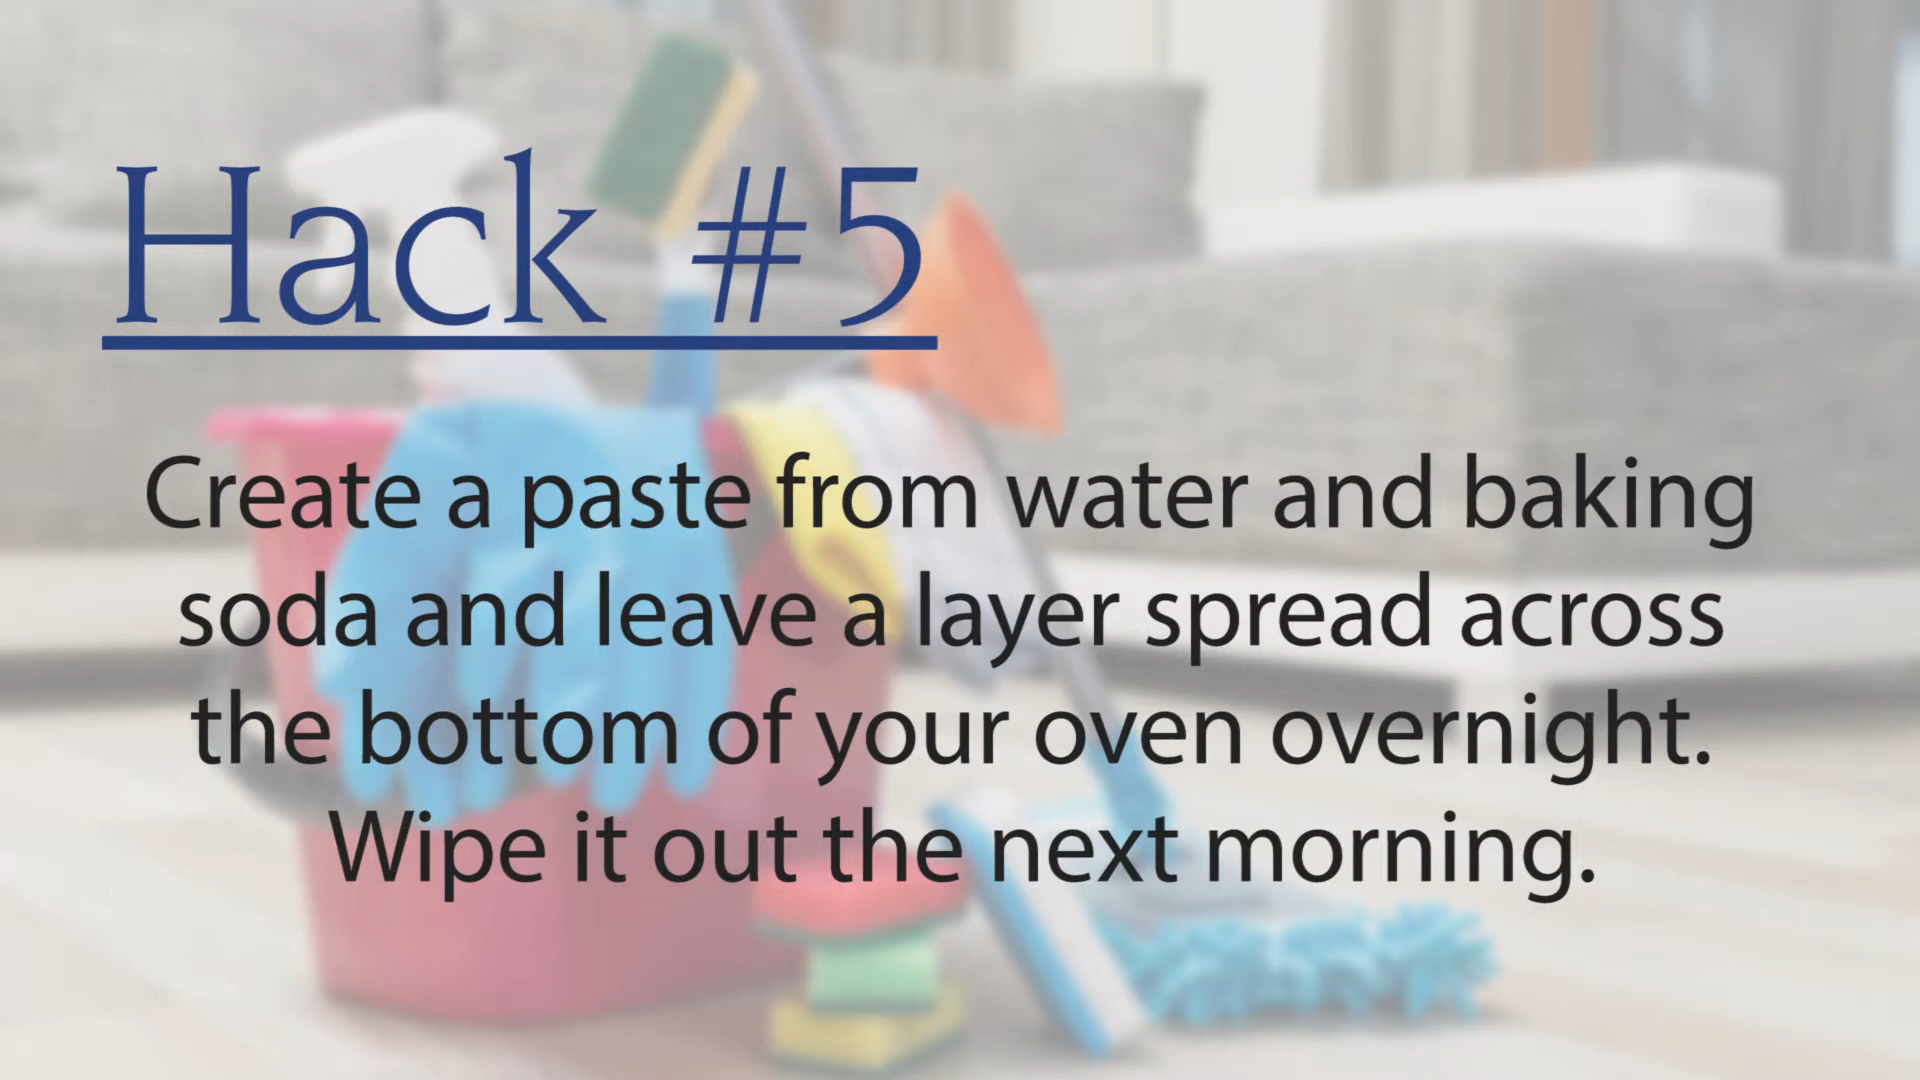 Hack #5
Create a paste from water and baking
soda and leave a layer spread across
the bottom of your oven overnight.
Wipe it out the next morning.